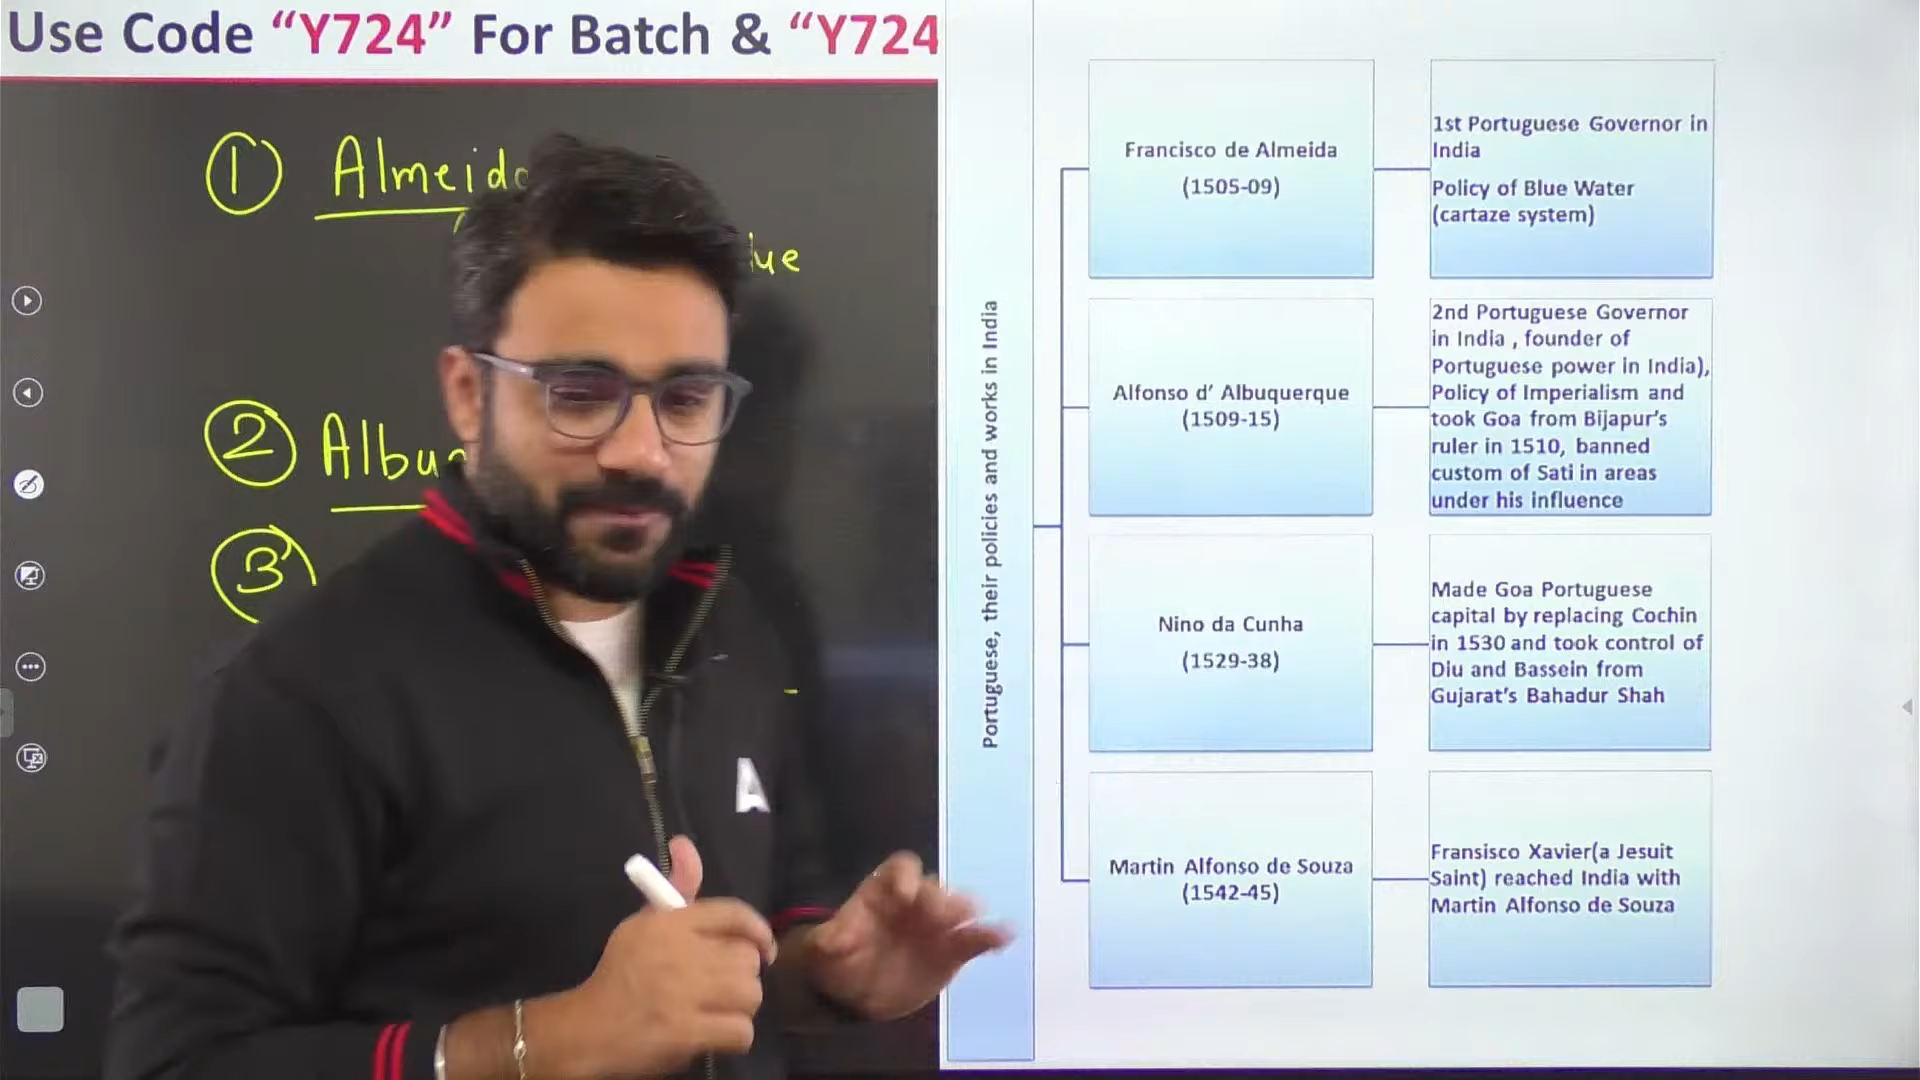 Use Code “Y724” For Batch & “Y724
1 Almeida
lue
2 Albu
3
A
Portuguese, their policies and works in India
Francisco de Almeida
(1505-09)
1st Portuguese Governor in
India
Policy of Blue Water
(cartaze system)
Alfonso d’ Albuquerque
(1509-15)
2nd Portuguese Governor
in India , founder of
Portuguese power in India),
Policy of Imperialism and
took Goa from Bijapur’s
ruler in 1510, banned
custom of Sati in areas
under his influence
Nino da Cunha
(1529-38)
Made Goa Portuguese
capital by replacing Cochin
in 1530 and took control of
Diu and Bassein from
Gujarat’s Bahadur Shah
Martin Alfonso de Souza
(1542-45)
Fransisco Xavier(a Jesuit
Saint) reached India with
Martin Alfonso de Souza